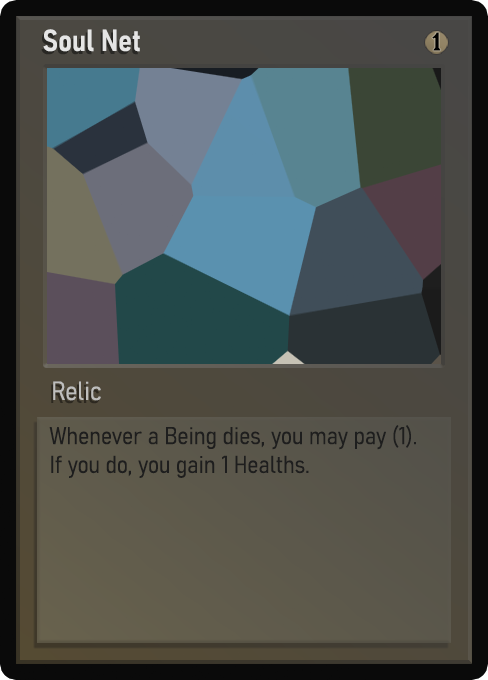 Soul Net
1
Relic
Whenever a Being dies, you may pay (1).
If you do, you gain 1 Healths.